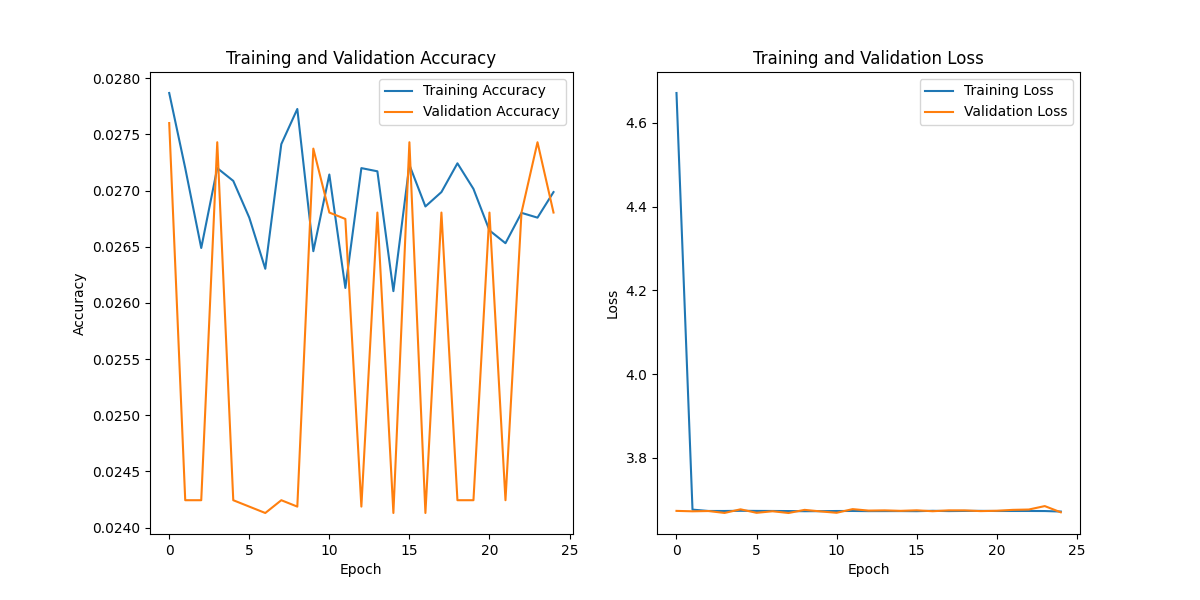 Training and Validation Accuracy
Training Accuracy
Validation Accuracy
0.0280
0.0275
0.0270
0.0265
0.0260
0.0255
0.0250
0.0245
0.0240
Accuracy
0 5 10 15 20 25
Epoch
Training and Validation Loss
Training Loss
Validation Loss
4.6
4.4
4.2
4.0
3.8
Loss
0 5 10 15 20 25
Epoch